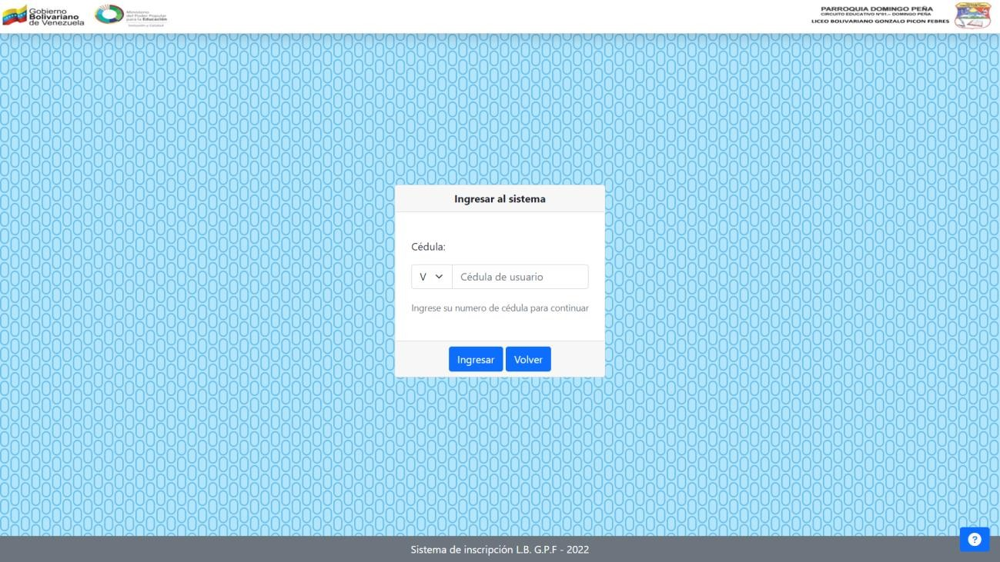 Gobierno
Bolivariano
de Venezuela
Ministerio
del Poder Popular
para la Educación
Inclusión y Calidad
PARROQUIA DOMINGO PEÑA
CIRCUITO EDUCATIVO N°01.- DOMINGO PEÑA
LICEO BOLIVARIANO GONZALO PICON FEBRES
Ingresar al sistema
Cédula:
V Cédula de usuario
Ingrese su numero de cédula para continuar
Ingresar Volver
?
Sistema de inscripción L.B. G.P.F - 2022